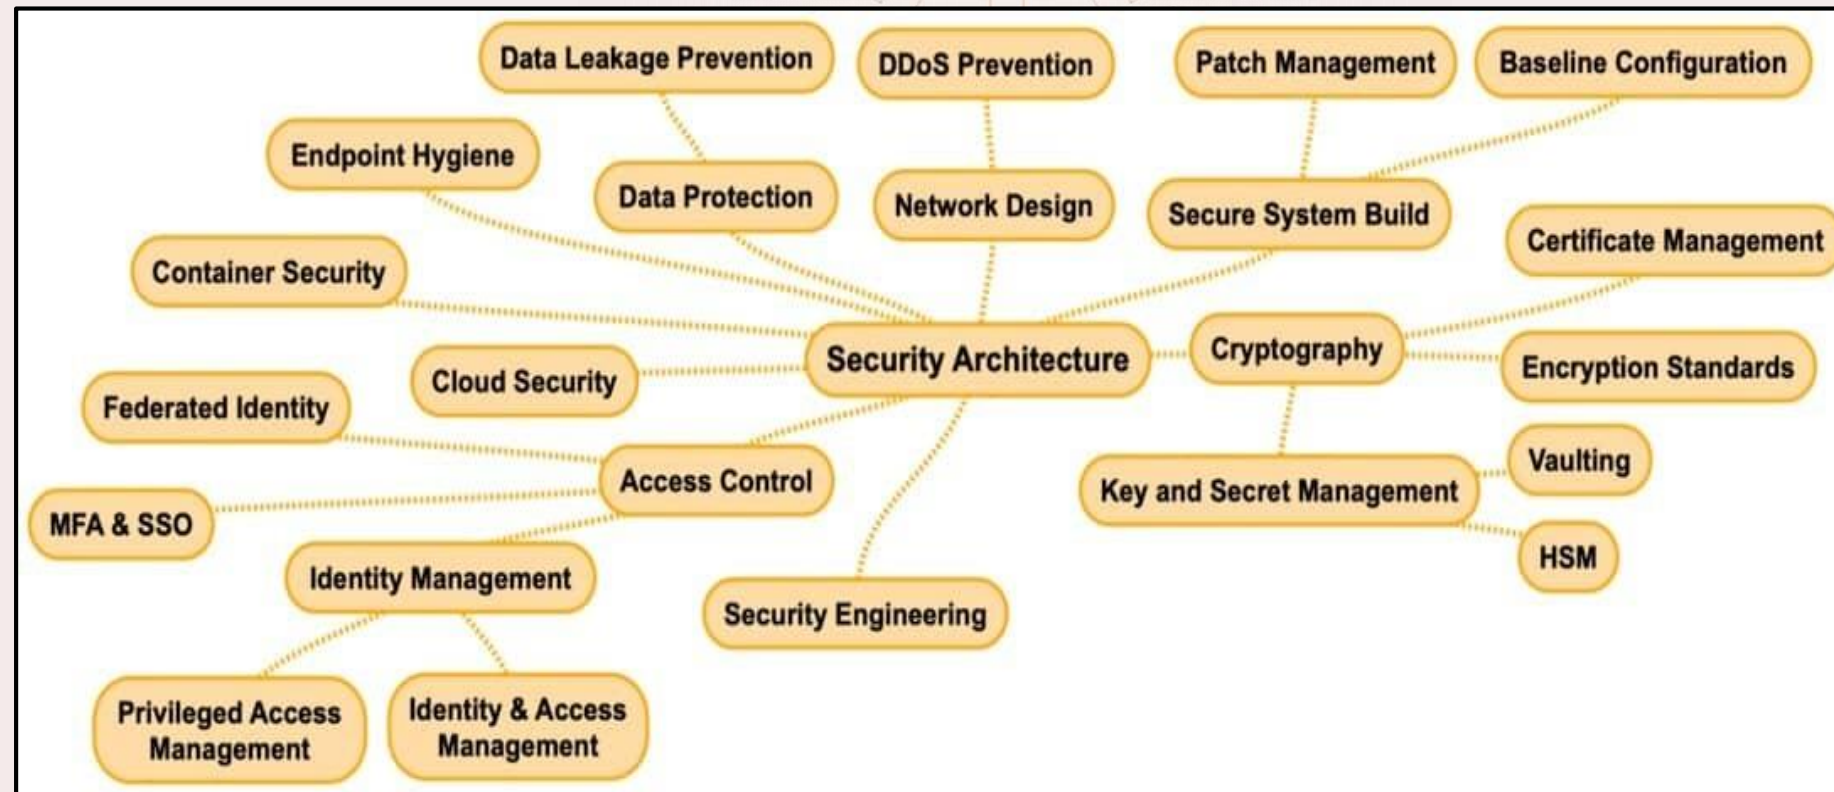 Data Leakage Prevention
DDoS Prevention
Patch Management
Baseline Configuration
Endpoint Hygiene
Data Protection
Network Design
Secure System Build
Certificate Management
Container Security
Security Architecture
Cryptography
Encryption Standards
Cloud Security
Federated Identity
Access Control
Key and Secret Management
Vaulting
MFA & SSO
HSM
Identity Management
Security Engineering
Privileged Access
Management
Identity & Access
Management